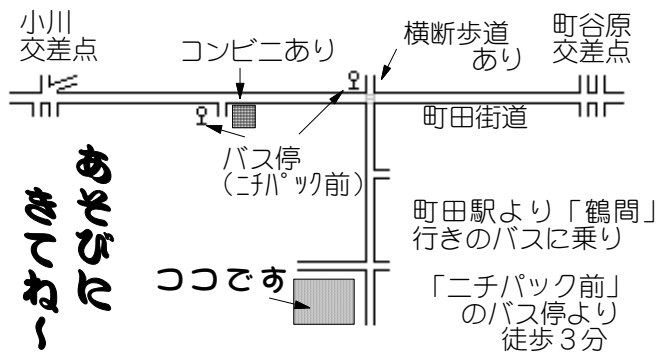 小川
交差点
コンビニあり
横断歩道
あり
町谷原
交差点
町田街道
バス停
(ﾆﾁﾊﾟｯｸ前)
あそびに
きてね～
ココです
町田駅より「鶴間」
行きのバスに乗り
「ニチパック前」
のバス停より
徒歩３分